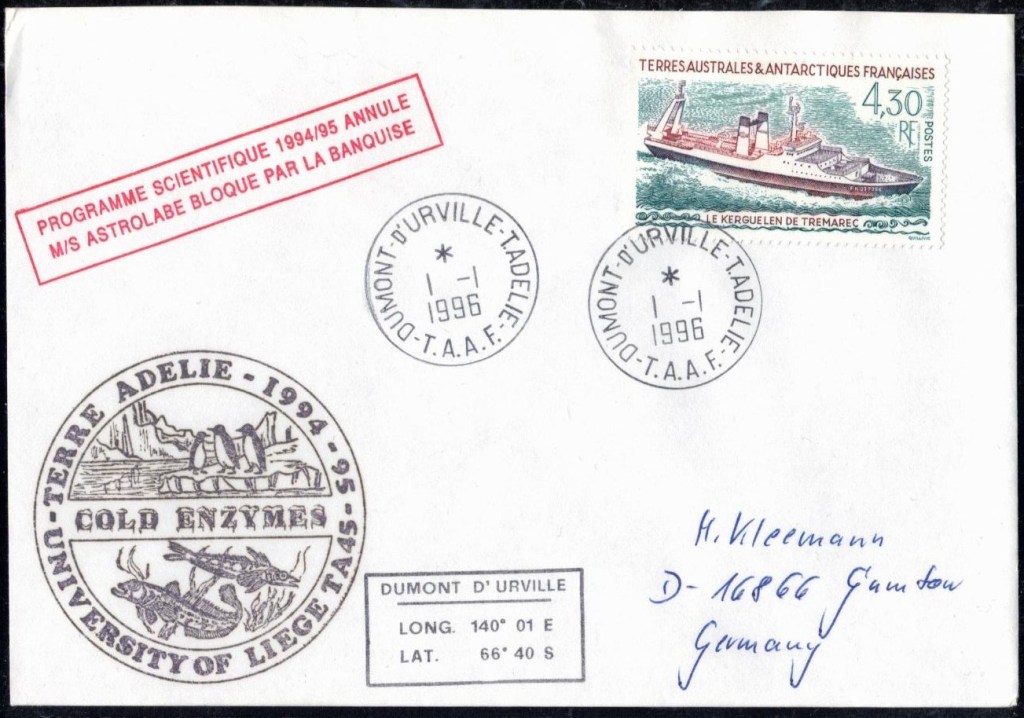 PROGRAMME SCIENTIFIQUE 1994/95 ANNULE
M/S ASTROLABE BLOQUE PAR LA BANQUISE
TERRES AUSTRALES & ANTARCTIQUES FRANÇAISES
4,30
RF
POSTES
LE KERGUELEN DE TREMAREC
DUMONT-D'URVILLE-T.ADELIE-
*
1 -1
1996
-T.A.A.F.-
DUMONT-D'URVILLE-T.ADELIE-
*
1 -1
1996
-T.A.A.F.-
TERRE ADELIE - 1994 - 95
COLD ENZYMES
UNIVERSITY OF LIEGE TA45
DUMONT D' URVILLE
LONG. 140° 01 E
LAT. 66° 40 S
H. Kleemann
D- 16866
Germany